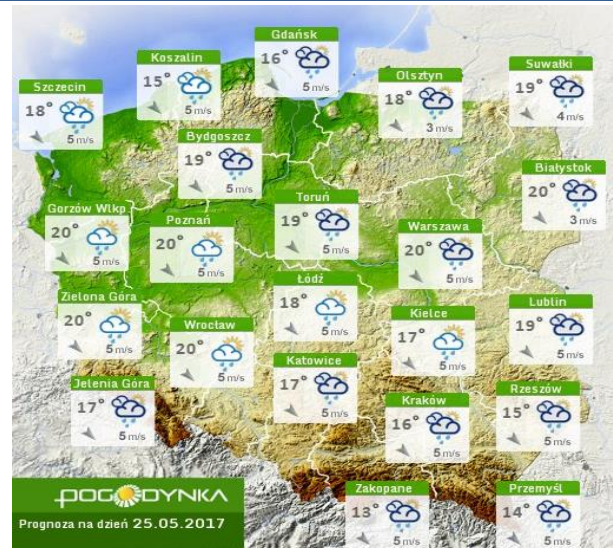 Gdańsk
16°
5 m/s
Koszalin
15°
5 m/s
Suwałki
19°
4 m/s
Olsztyn
18°
3 m/s
Szczecin
18°
5 m/s
Bydgoszcz
19°
5 m/s
Białystok
20°
3 m/s
Toruń
19°
5 m/s
Gorzów Wlkp
20°
5 m/s
Poznań
20°
5 m/s
Warszawa
20°
5 m/s
Łódź
18°
5 m/s
Zielona Góra
20°
5 m/s
Lublin
19°
5 m/s
Kielce
17°
5 m/s
Wrocław
20°
5 m/s
Katowice
17°
5 m/s
Jelenia Góra
17°
5 m/s
Rzeszów
15°
5 m/s
Kraków
16°
5 m/s
Zakopane
13°
5 m/s
Przemyśl
14°
5 m/s
POGODYNKA
Prognoza na dzień 25.05.2017